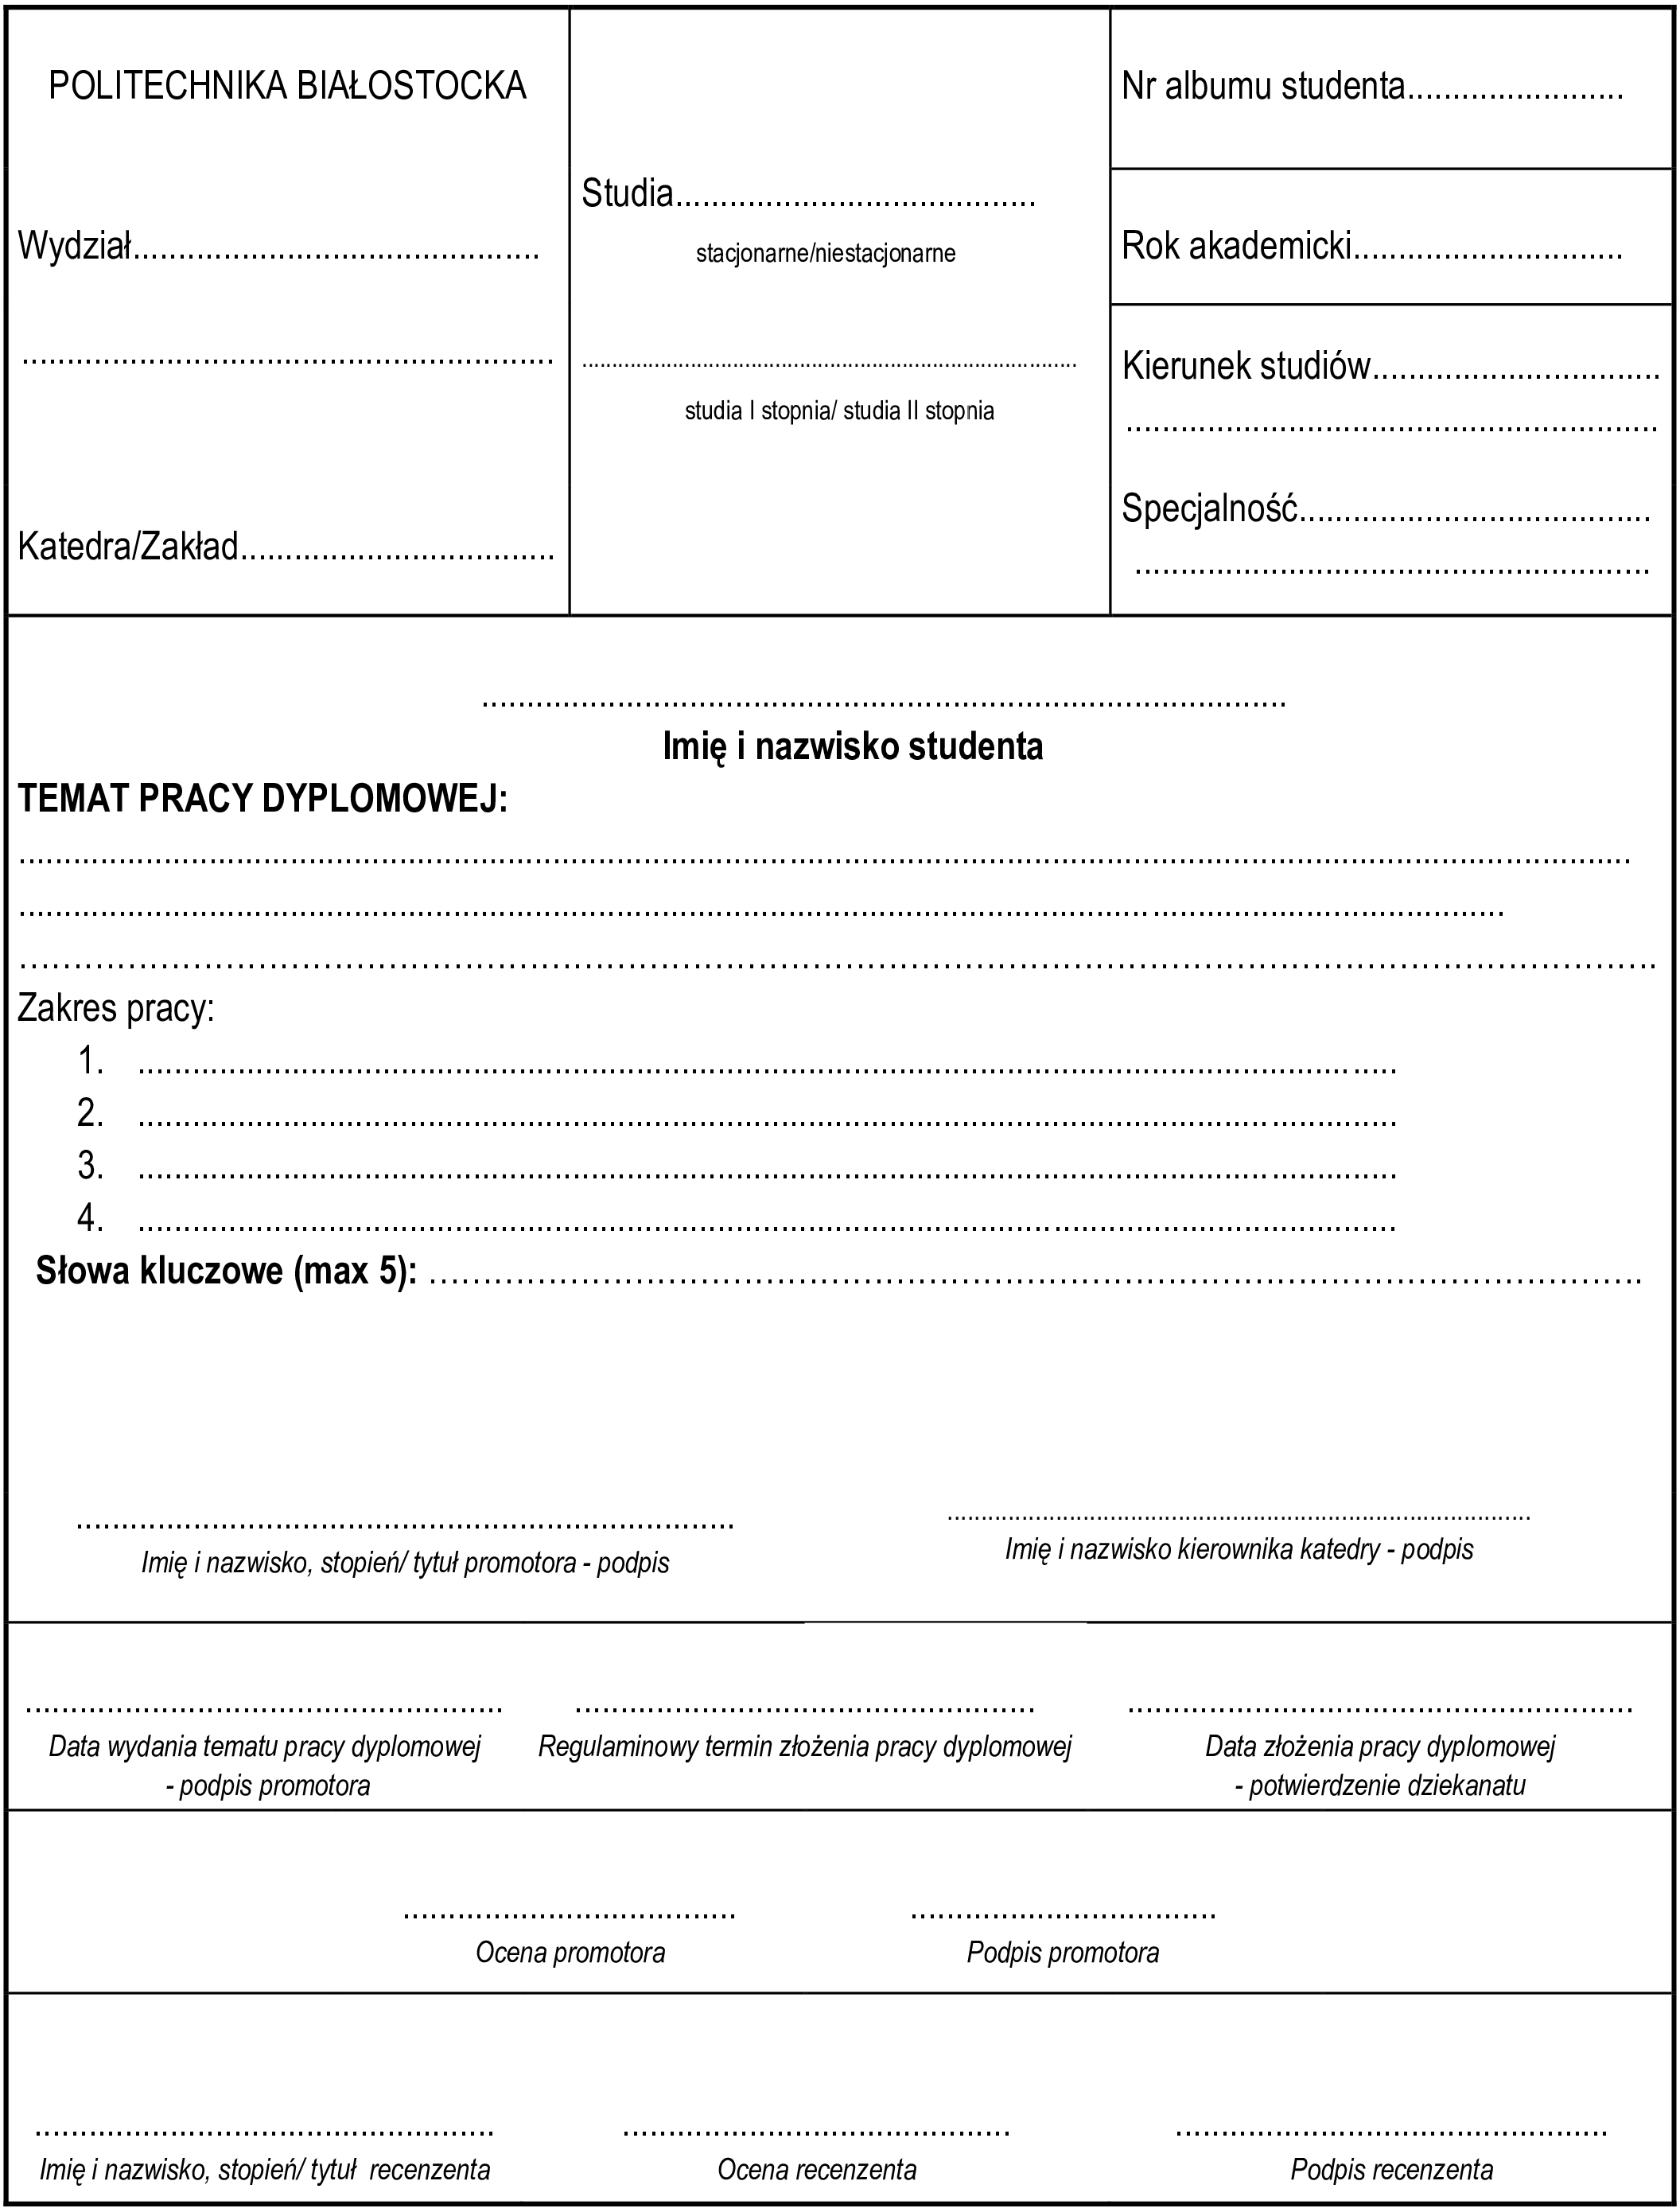 POLITECHNIKA BIAŁOSTOCKA
Wydział.............................................
...........................................................
Katedra/Zakład...................................
Studia........................................
stacjonarne/niestacjonarne
...................................................................................
studia I stopnia/ studia II stopnia
Nr albumu studenta........................
Rok akademicki..............................
Kierunek studiów................................
...........................................................
Specjalność.......................................
.........................................................
.........................................................................................
Imię i nazwisko studenta
TEMAT PRACY DYPLOMOWEJ:
...................................................................................................................................................................................
.....................................................................................................................................................................
……………………………………………………………………………………………………………………………….
Zakres pracy:
1. ............................................................................................................................................
2. ............................................................................................................................................
3. ............................................................................................................................................
4. ............................................................................................................................................
Słowa kluczowe (max 5): ……………………………………………………………………………………………….
.........................................................................
Imię i nazwisko, stopień/ tytuł promotora - podpis
.........................................................................................
Imię i nazwisko kierownika katedry - podpis
.....................................................
Data wydania tematu pracy dyplomowej
- podpis promotora
...................................................
Regulaminowy termin złożenia pracy dyplomowej
........................................................
Data złożenia pracy dyplomowej
- potwierdzenie dziekanatu
.....................................
Ocena promotora
..................................
Podpis promotora
...................................................
Imię i nazwisko, stopień/ tytuł  recenzenta
...........................................
Ocena recenzenta
................................................
Podpis recenzenta